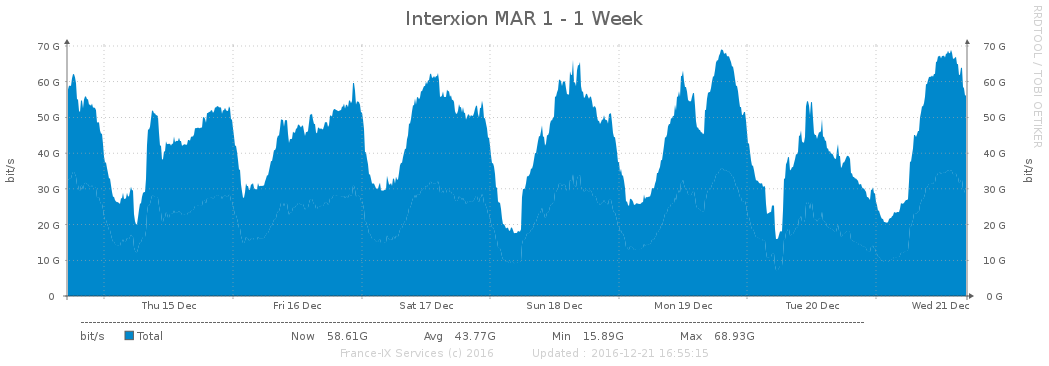 Interxion MAR 1 - 1 Week
RRDTOOL / TOBI OETIKER
bit/s
70 G 70 G
60 G 60 G
50 G 50 G
40 G 40 G
30 G 30 G
20 G 20 G
10 G 10 G
0 0 G
bit/s
Thu 15 Dec Fri 16 Dec Sat 17 Dec Sun 18 Dec Mon 19 Dec Tue 20 Dec Wed 21 Dec
bit/s Total Now 58.61G Avg 43.77G Min 15.89G Max 68.93G
France-IX Services (c) 2016 Updated : 2016-12-21 16:55:15